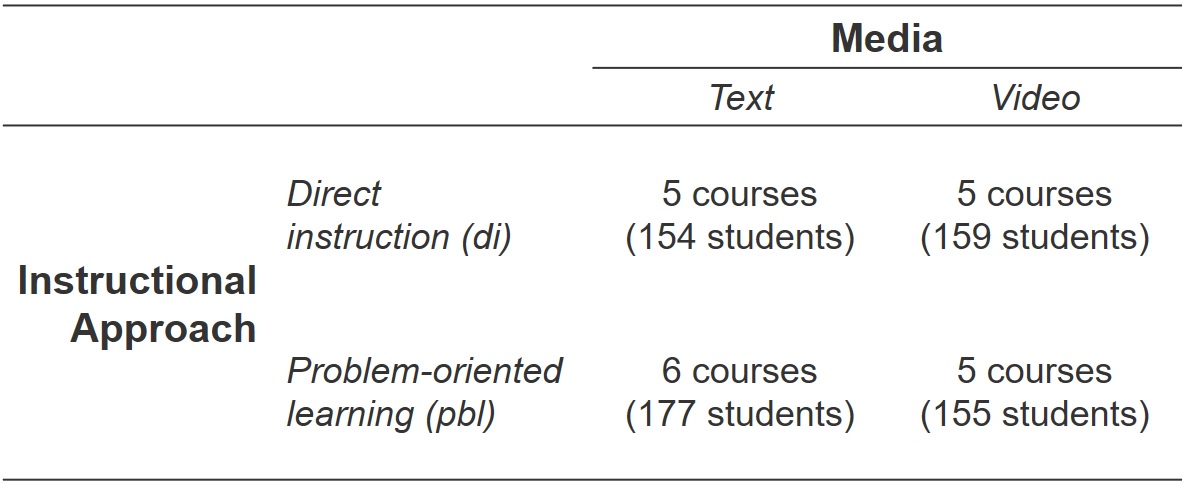 Media
Text Video
Direct 5 courses 5 courses
instruction (di) (154 students) (159 students)
Instructional
Approach
Problem-oriented 6 courses 5 courses
learning (pbl) (177 students) (155 students)